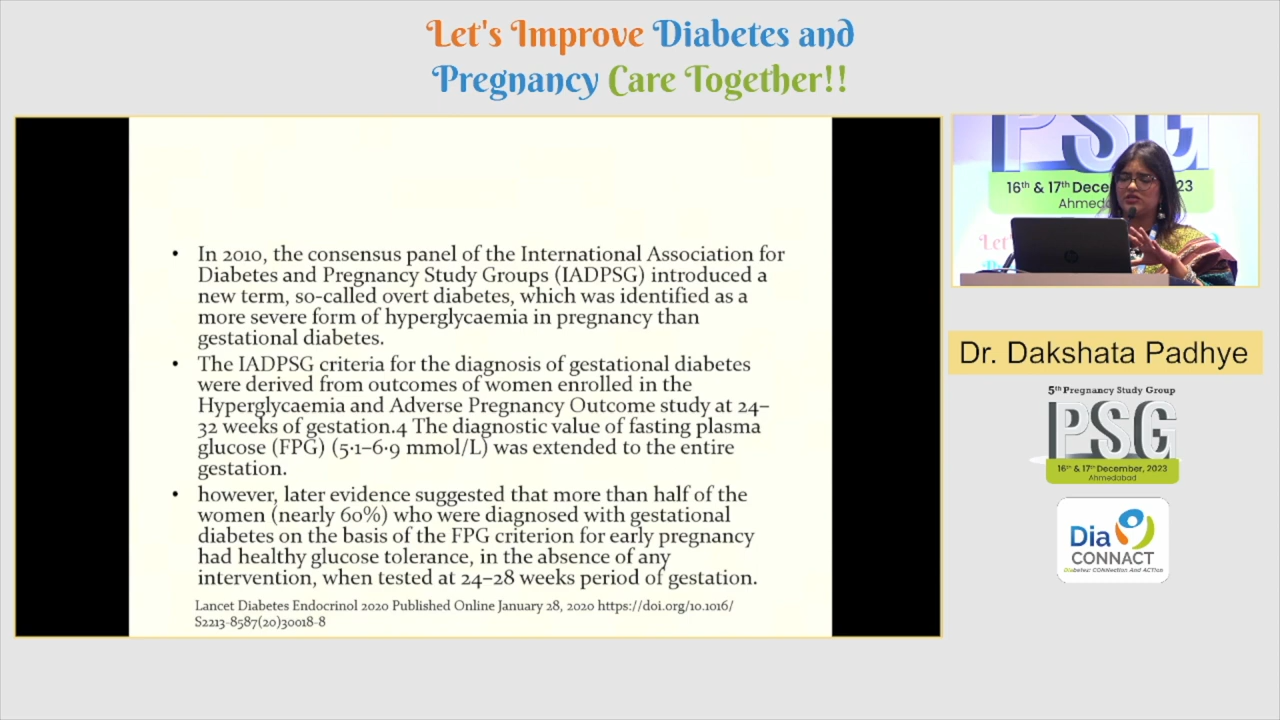 Let's Improve Diabetes and
Pregnancy Care Together!!
• In 2010, the consensus panel of the International Association for
Diabetes and Pregnancy Study Groups (IADPSG) introduced a
new term, so-called overt diabetes, which was identified as a
more severe form of hyperglycaemia in pregnancy than
gestational diabetes.
• The IADPSG criteria for the diagnosis of gestational diabetes
were derived from outcomes of women enrolled in the
Hyperglycaemia and Adverse Pregnancy Outcome study at 24–
32 weeks of gestation.4 The diagnostic value of fasting plasma
glucose (FPG) (5·1–6·9 mmol/L) was extended to the entire
gestation.
• however, later evidence suggested that more than half of the
women (nearly 60%) who were diagnosed with gestational
diabetes on the basis of the FPG criterion for early pregnancy
had healthy glucose tolerance, in the absence of any
intervention, when tested at 24–28 weeks period of gestation.
Lancet Diabetes Endocrinol 2020 Published Online January 28, 2020 https://doi.org/10.1016/
S2213-8587(20)30018-8
PSG
16th & 17th Dece 23
Ahmeda
Let'
hp
Dr. Dakshata Padhye
5th Pregnancy Study Group
PSG
16th & 17th December, 2023
Ahmedabad
Dia
CONNACT
Diabetes: CONNection And ACTion